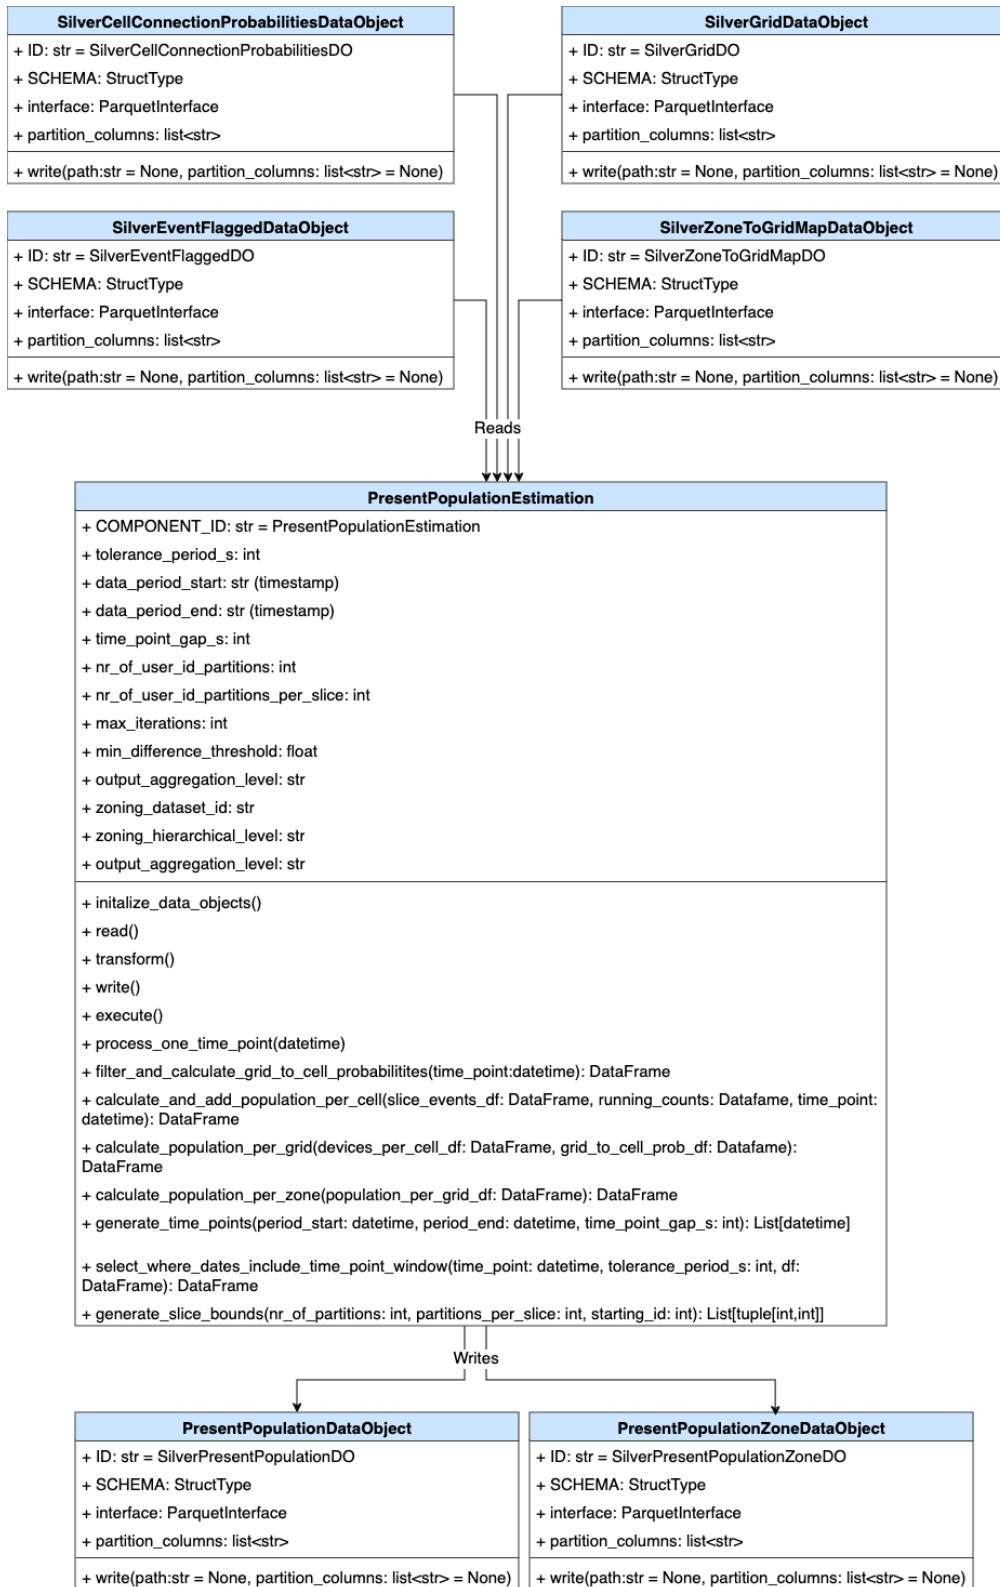 SilverCellConnectionProbabilitiesDataObject
+ ID: str = SilverCellConnectionProbabilitiesDO
+ SCHEMA: StructType
+ interface: ParquetInterface
+ partition_columns: list<str>
+ write(path:str = None, partition_columns: list<str> = None)
SilverGridDataObject
+ ID: str = SilverGridDO
+ SCHEMA: StructType
+ interface: ParquetInterface
+ partition_columns: list<str>
+ write(path:str = None, partition_columns: list<str> = None)
SilverEventFlaggedDataObject
+ ID: str = SilverEventFlaggedDO
+ SCHEMA: StructType
+ interface: ParquetInterface
+ partition_columns: list<str>
+ write(path:str = None, partition_columns: list<str> = None)
SilverZoneToGridMapDataObject
+ ID: str = SilverZoneToGridMapDO
+ SCHEMA: StructType
+ interface: ParquetInterface
+ partition_columns: list<str>
+ write(path:str = None, partition_columns: list<str> = None)
Reads
PresentPopulationEstimation
+ COMPONENT_ID: str = PresentPopulationEstimation
+ tolerance_period_s: int
+ data_period_start: str (timestamp)
+ data_period_end: str (timestamp)
+ time_point_gap_s: int
+ nr_of_user_id_partitions: int
+ nr_of_user_id_partitions_per_slice: int
+ max_iterations: int
+ min_difference_threshold: float
+ output_aggregation_level: str
+ zoning_dataset_id: str
+ zoning_hierarchical_level: str
+ output_aggregation_level: str
+ initalize_data_objects()
+ read()
+ transform()
+ write()
+ execute()
+ process_one_time_point(datetime)
+ filter_and_calculate_grid_to_cell_probabilitites(time_point:datetime): DataFrame
+ calculate_and_add_population_per_cell(slice_events_df: DataFrame, running_counts: Datafame, time_point:
datetime): DataFrame
+ calculate_population_per_grid(devices_per_cell_df: DataFrame, grid_to_cell_prob_df: Datafame):
DataFrame
+ calculate_population_per_zone(population_per_grid_df: DataFrame): DataFrame
+ generate_time_points(period_start: datetime, period_end: datetime, time_point_gap_s: int): List[datetime]
+ select_where_dates_include_time_point_window(time_point: datetime, tolerance_period_s: int, df:
DataFrame): DataFrame
+ generate_slice_bounds(nr_of_partitions: int, partitions_per_slice: int, starting_id: int): List[tuple[int,int]]
Writes
PresentPopulationDataObject
+ ID: str = SilverPresentPopulationDO
+ SCHEMA: StructType
+ interface: ParquetInterface
+ partition_columns: list<str>
+ write(path:str = None, partition_columns: list<str> = None)
PresentPopulationZoneDataObject
+ ID: str = SilverPresentPopulationZoneDO
+ SCHEMA: StructType
+ interface: ParquetInterface
+ partition_columns: list<str>
+ write(path:str = None, partition_columns: list<str> = None)